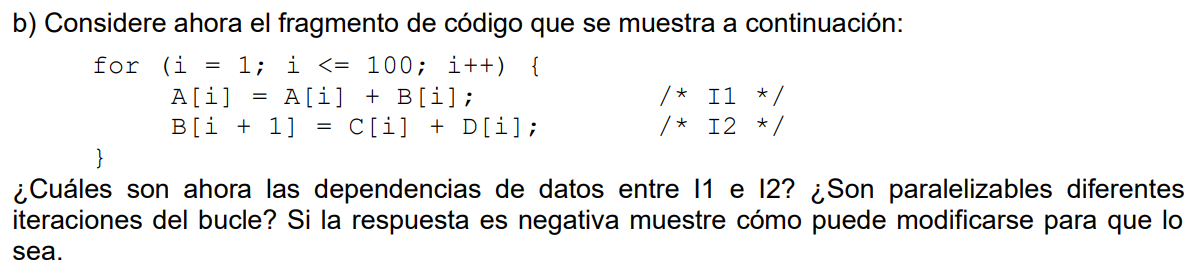 b) Considere ahora el fragmento de código que se muestra a continuación:
for (i = 1; i <= 100; i++) {
A[i] = A[i] + B[i]; /* I1 */
B[i + 1] = C[i] + D[i]; /* I2 */
}
¿Cuáles son ahora las dependencias de datos entre I1 e I2? ¿Son paralelizables diferentes
iteraciones del bucle? Si la respuesta es negativa muestre cómo puede modificarse para que lo
sea.